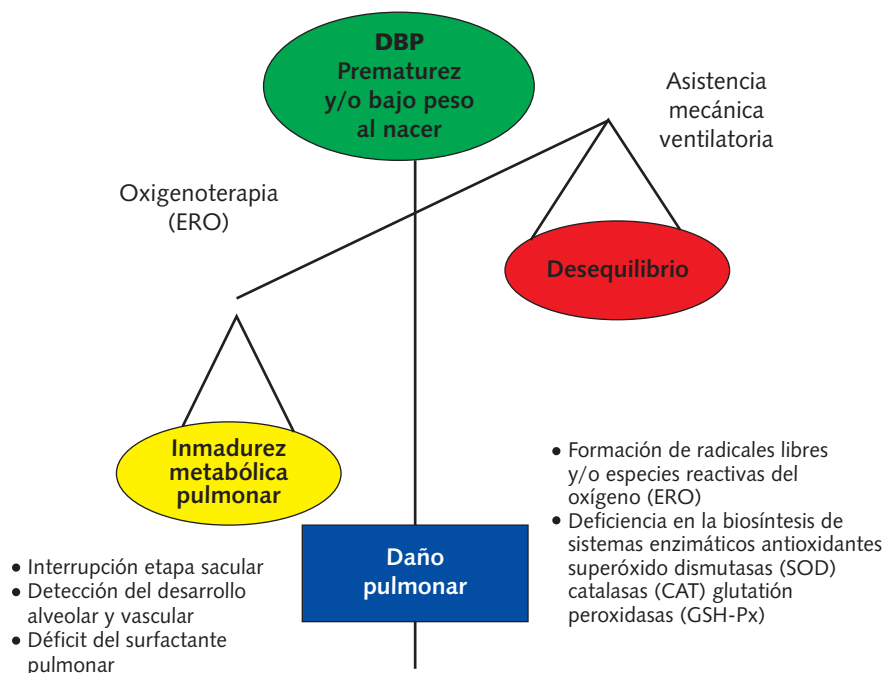 DBP
Prematurez
y/o bajo peso
al nacer
Asistencia
mecánica
ventilatoria
Oxigenoterapia
(ERO)
Desequilibrio
Inmadurez
metabólica
pulmonar
• Formación de radicales libres
y/o especies reactivas del
oxígeno (ERO)
• Deficiencia en la biosíntesis de
sistemas enzimáticos antioxidantes
superóxido dismutasas (SOD)
catalasas (CAT) glutatión
peroxidasas (GSH-Px)
Daño
pulmonar
• Interrupción etapa sacular
• Detección del desarrollo
alveolar y vascular
• Déficit del surfactante
pulmonar